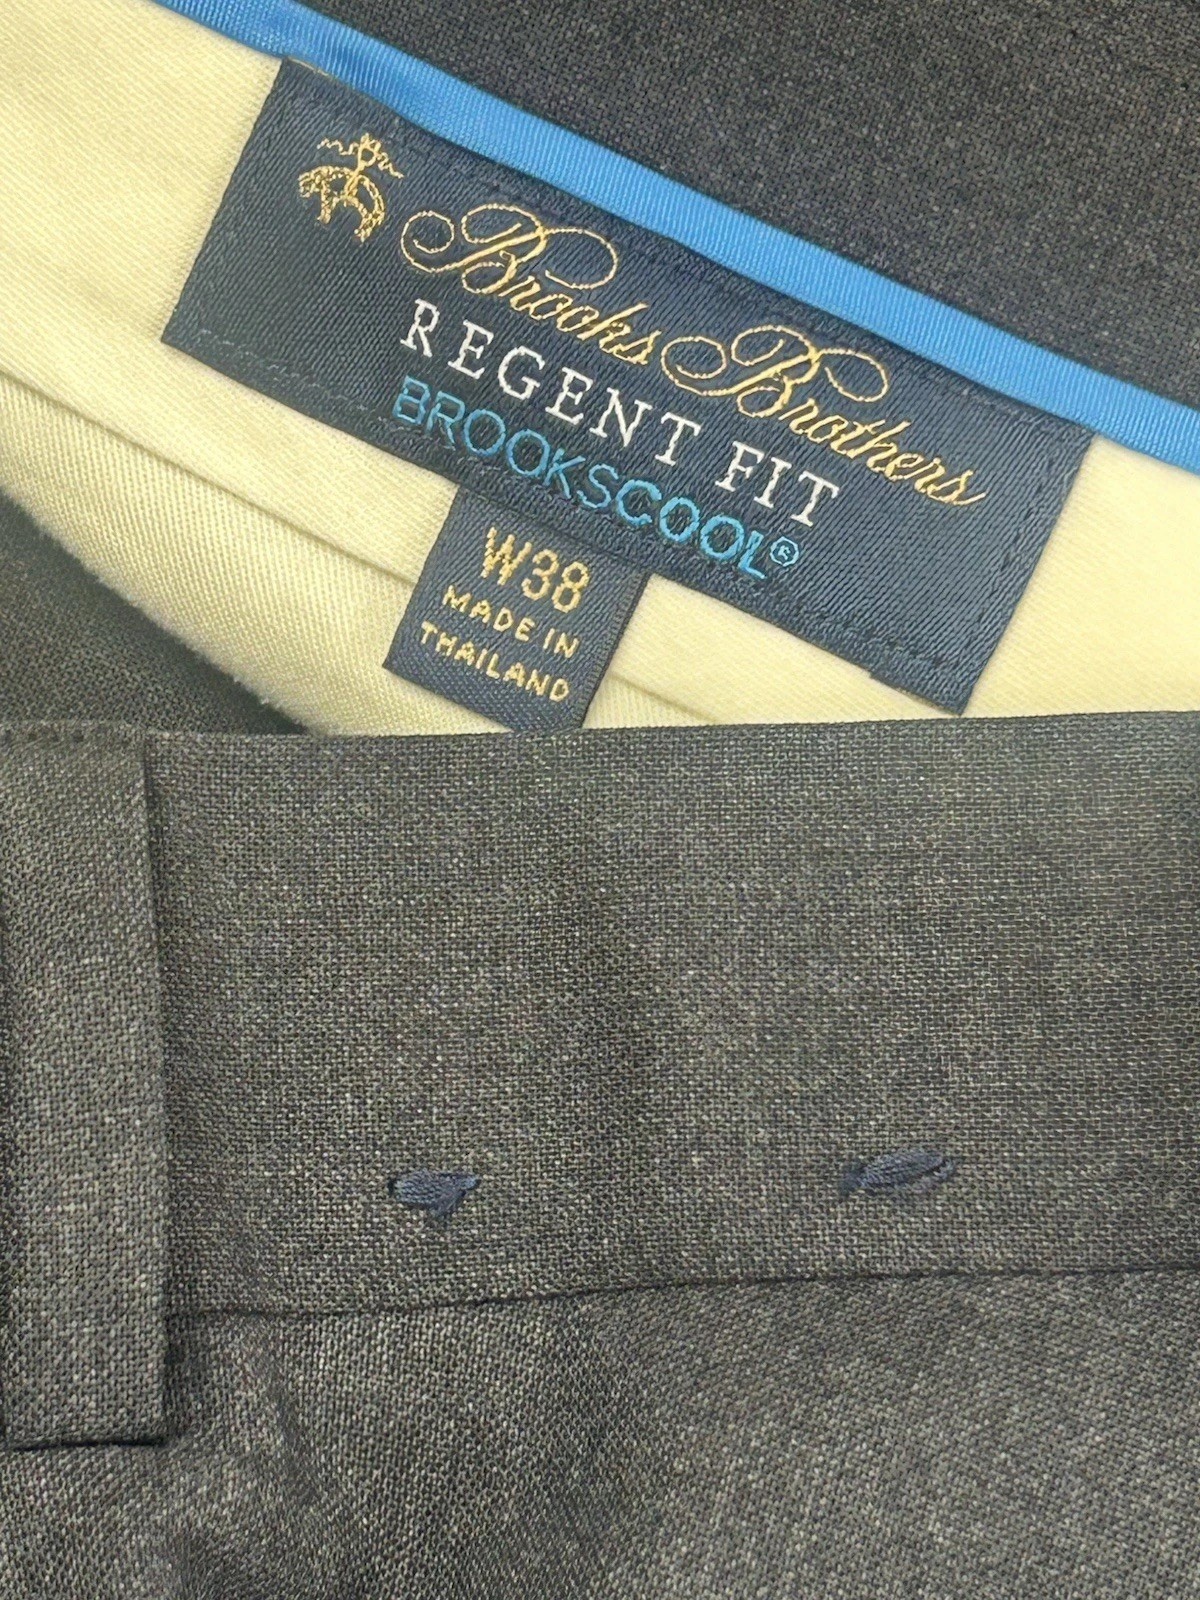 Brooks Brothers
REGENT FIT
BROOKSCOOL®
W38
MADE IN
THAILAND